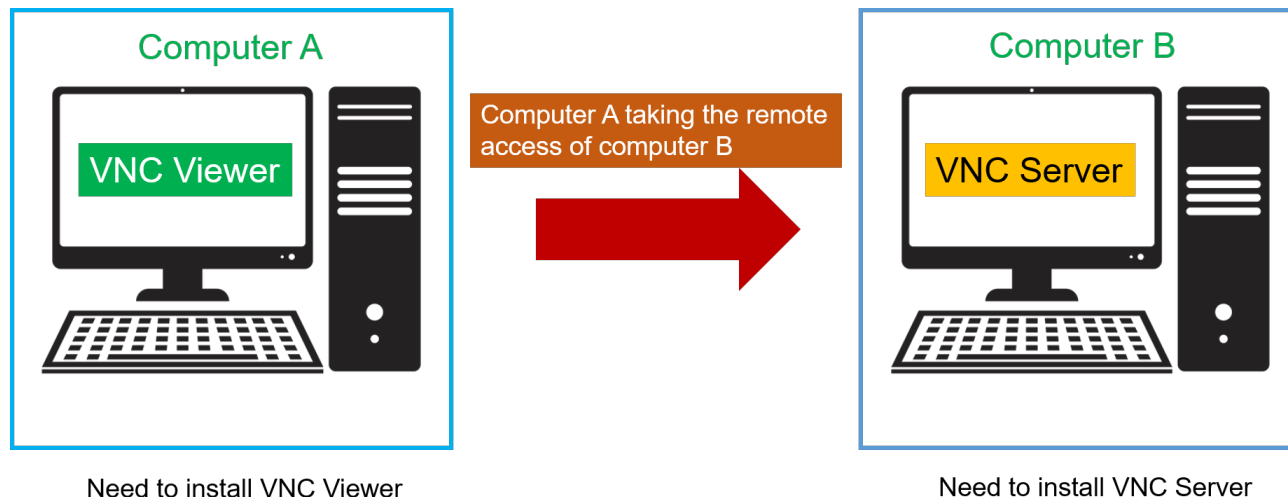 Computer A
VNC Viewer
Need to install VNC Viewer
Computer A taking the remote
access of computer B
Computer B
VNC Server
Need to install VNC Server